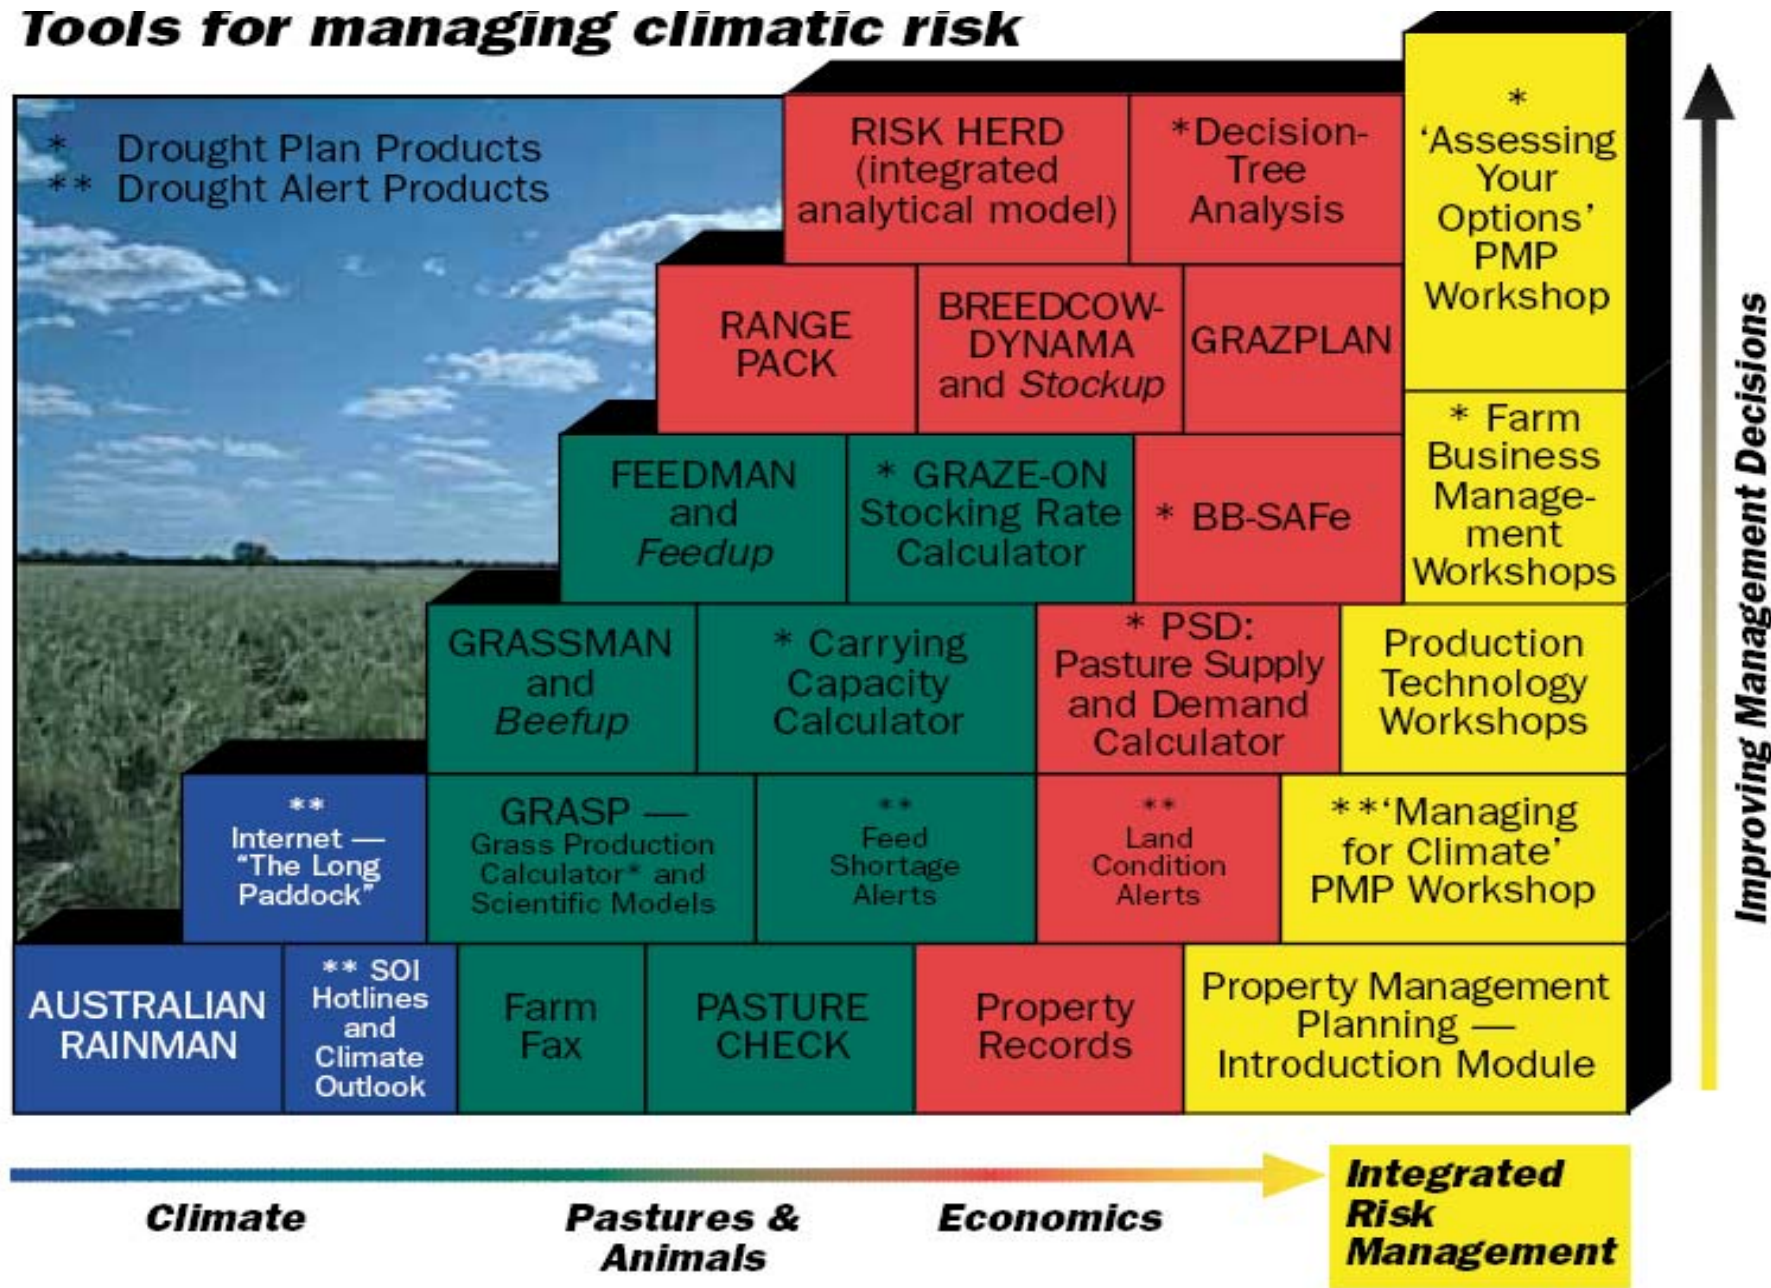 Tools for managing climatic risk
* Drought Plan Products
** Drought Alert Products
RISK HERD
(integrated
analytical model)
*Decision-
Tree
Analysis
*
‘Assessing
Your
Options’
PMP
Workshop
RANGE
PACK
BREEDCOW-
DYNAMA
and Stockup
GRAZPLAN
FEEDMAN
and
Feedup
* GRAZE-ON
Stocking Rate
Calculator
* BB-SAFe
* Farm
Business
Manage-
ment
Workshops
GRASSMAN
and
Beefup
* Carrying
Capacity
Calculator
* PSD:
Pasture Supply
and Demand
Calculator
Production
Technology
Workshops
**
Internet —
“The Long
Paddock”
GRASP —
Grass Production
Calculator* and
Scientific Models
**
Feed
Shortage
Alerts
**
Land
Condition
Alerts
**‘Managing
for Climate’
PMP Workshop
AUSTRALIAN
RAINMAN
** SOI
Hotlines
and
Climate
Outlook
Farm
Fax
PASTURE
CHECK
Property
Records
Property Management
Planning —
Introduction Module
Improving Management Decisions
Climate
Pastures &
Animals
Economics
Integrated
Risk
Management